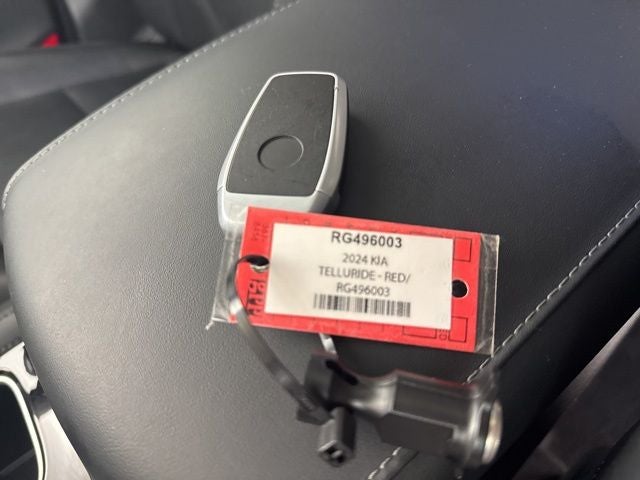 RG496003
2024 KIA
TELLURIDE - RED/
RG496003